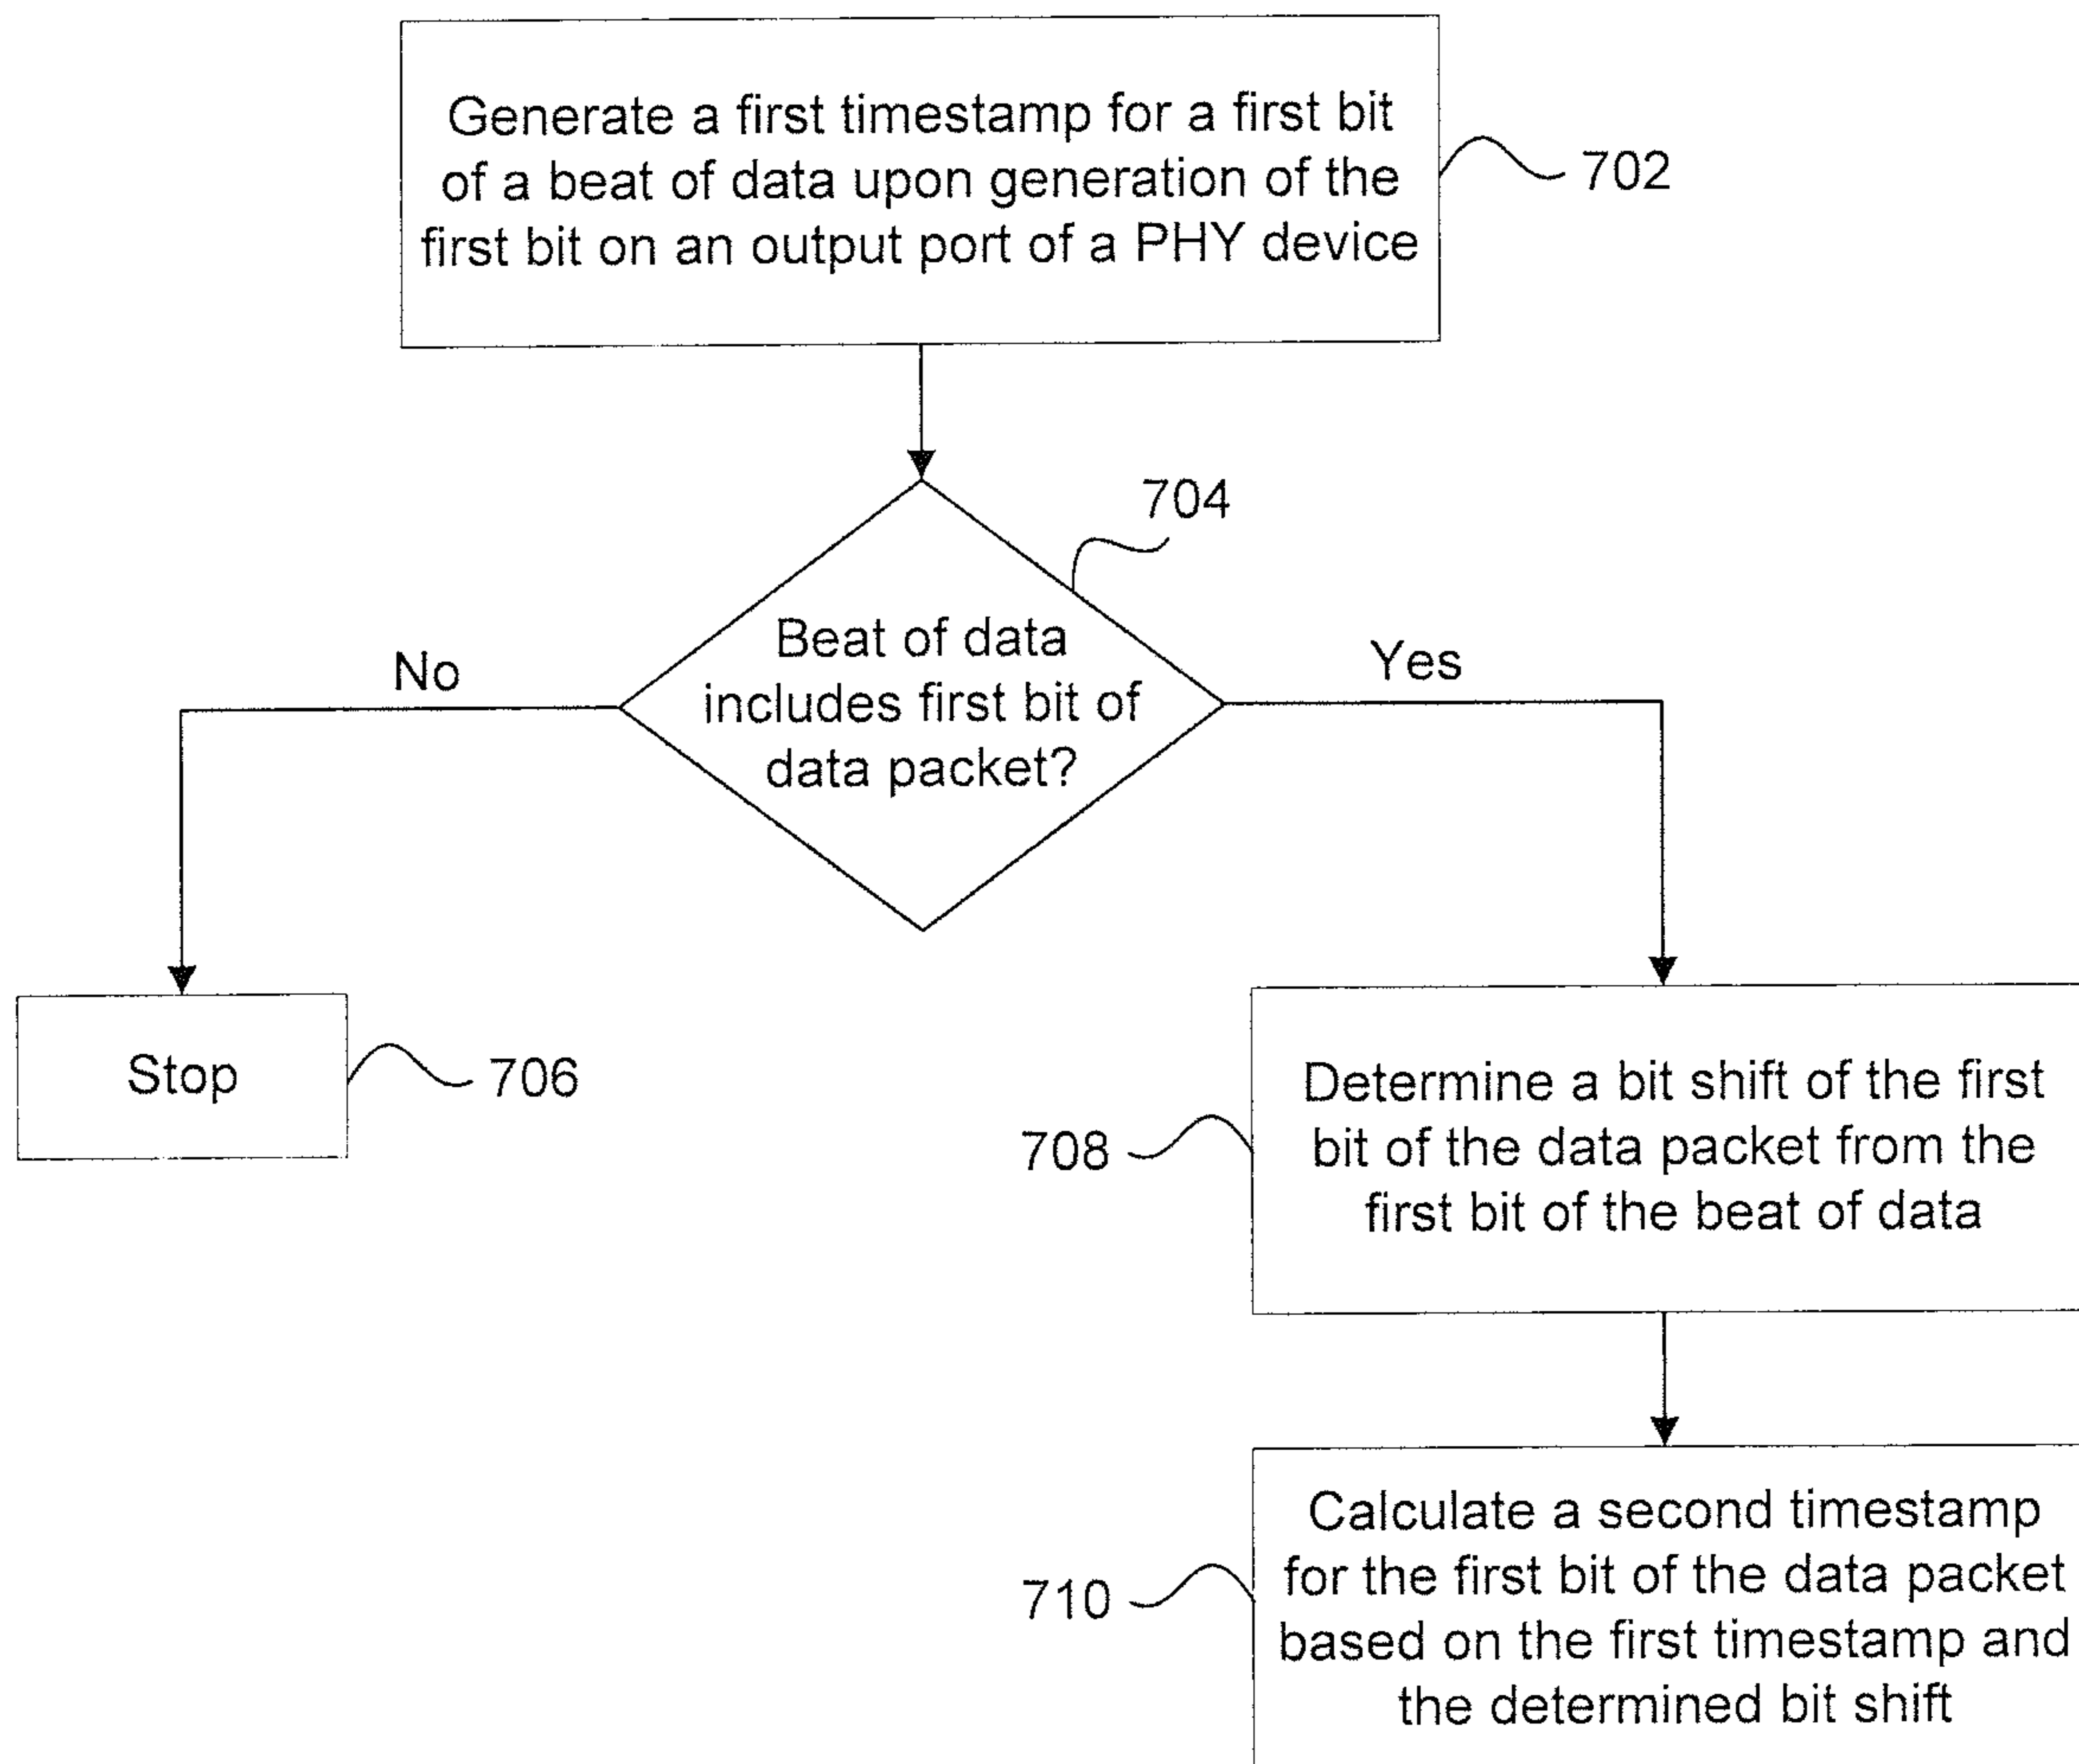 Generate a first timestamp for a first bit
of a beat of data upon generation of the
first bit on an output port of a PHY device
702
704
Beat of data
includes first bit of
data packet?
No
Yes
Stop
706
Determine a bit shift of the first
bit of the data packet from the
first bit of the beat of data
708
Calculate a second timestamp
for the first bit of the data packet
based on the first timestamp and
the determined bit shift
710